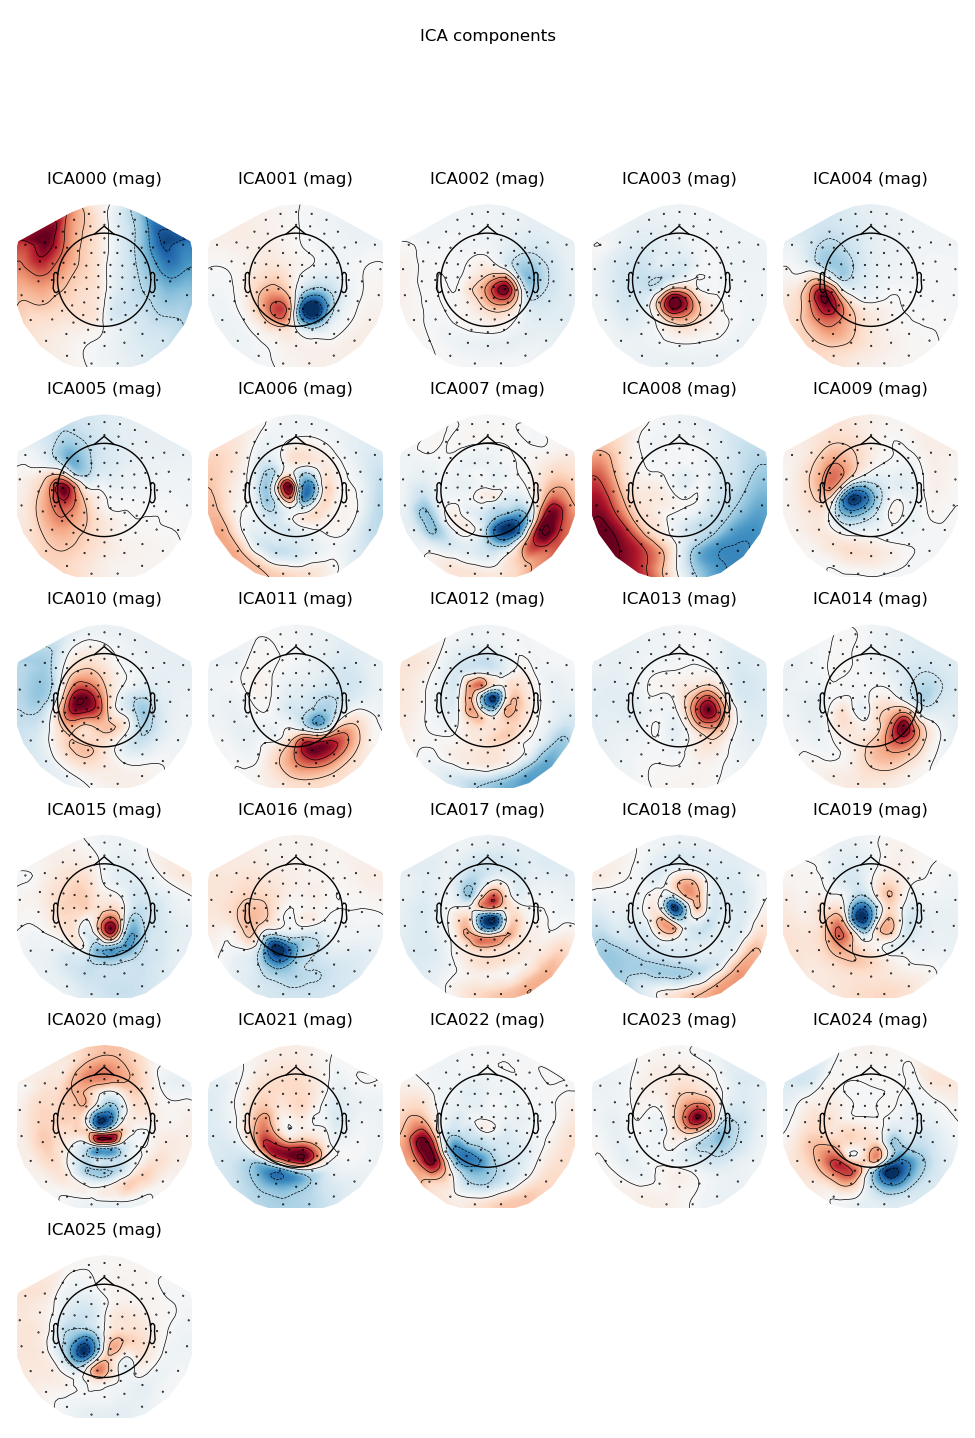 ICA components
ICA000 (mag) ICA001 (mag) ICA002 (mag) ICA003 (mag) ICA004 (mag)
ICA005 (mag) ICA006 (mag) ICA007 (mag) ICA008 (mag) ICA009 (mag)
ICA010 (mag) ICA011 (mag) ICA012 (mag) ICA013 (mag) ICA014 (mag)
ICA015 (mag) ICA016 (mag) ICA017 (mag) ICA018 (mag) ICA019 (mag)
ICA020 (mag) ICA021 (mag) ICA022 (mag) ICA023 (mag) ICA024 (mag)
ICA025 (mag)